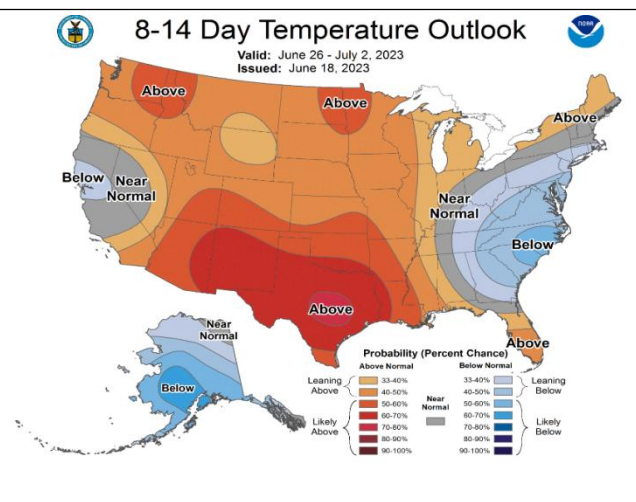 8-14 Day Temperature Outlook
NOAA
Valid: June 26 - July 2, 2023
Issued: June 18, 2023
Above
Above
Above
Below
Near
Normal
Near
Normal
Below
Above
Above
Near
Normal
Below
Probability (Percent Chance)
Above Normal
Below Normal
Leaning
Above
33-40%
40-50%
Likely
Above
50-60%
60-70%
70-80%
80-90%
90-100%
Near
Normal
33-40%
40-50%
Leaning
Below
50-60%
60-70%
70-80%
80-90%
90-100%
Likely
Below